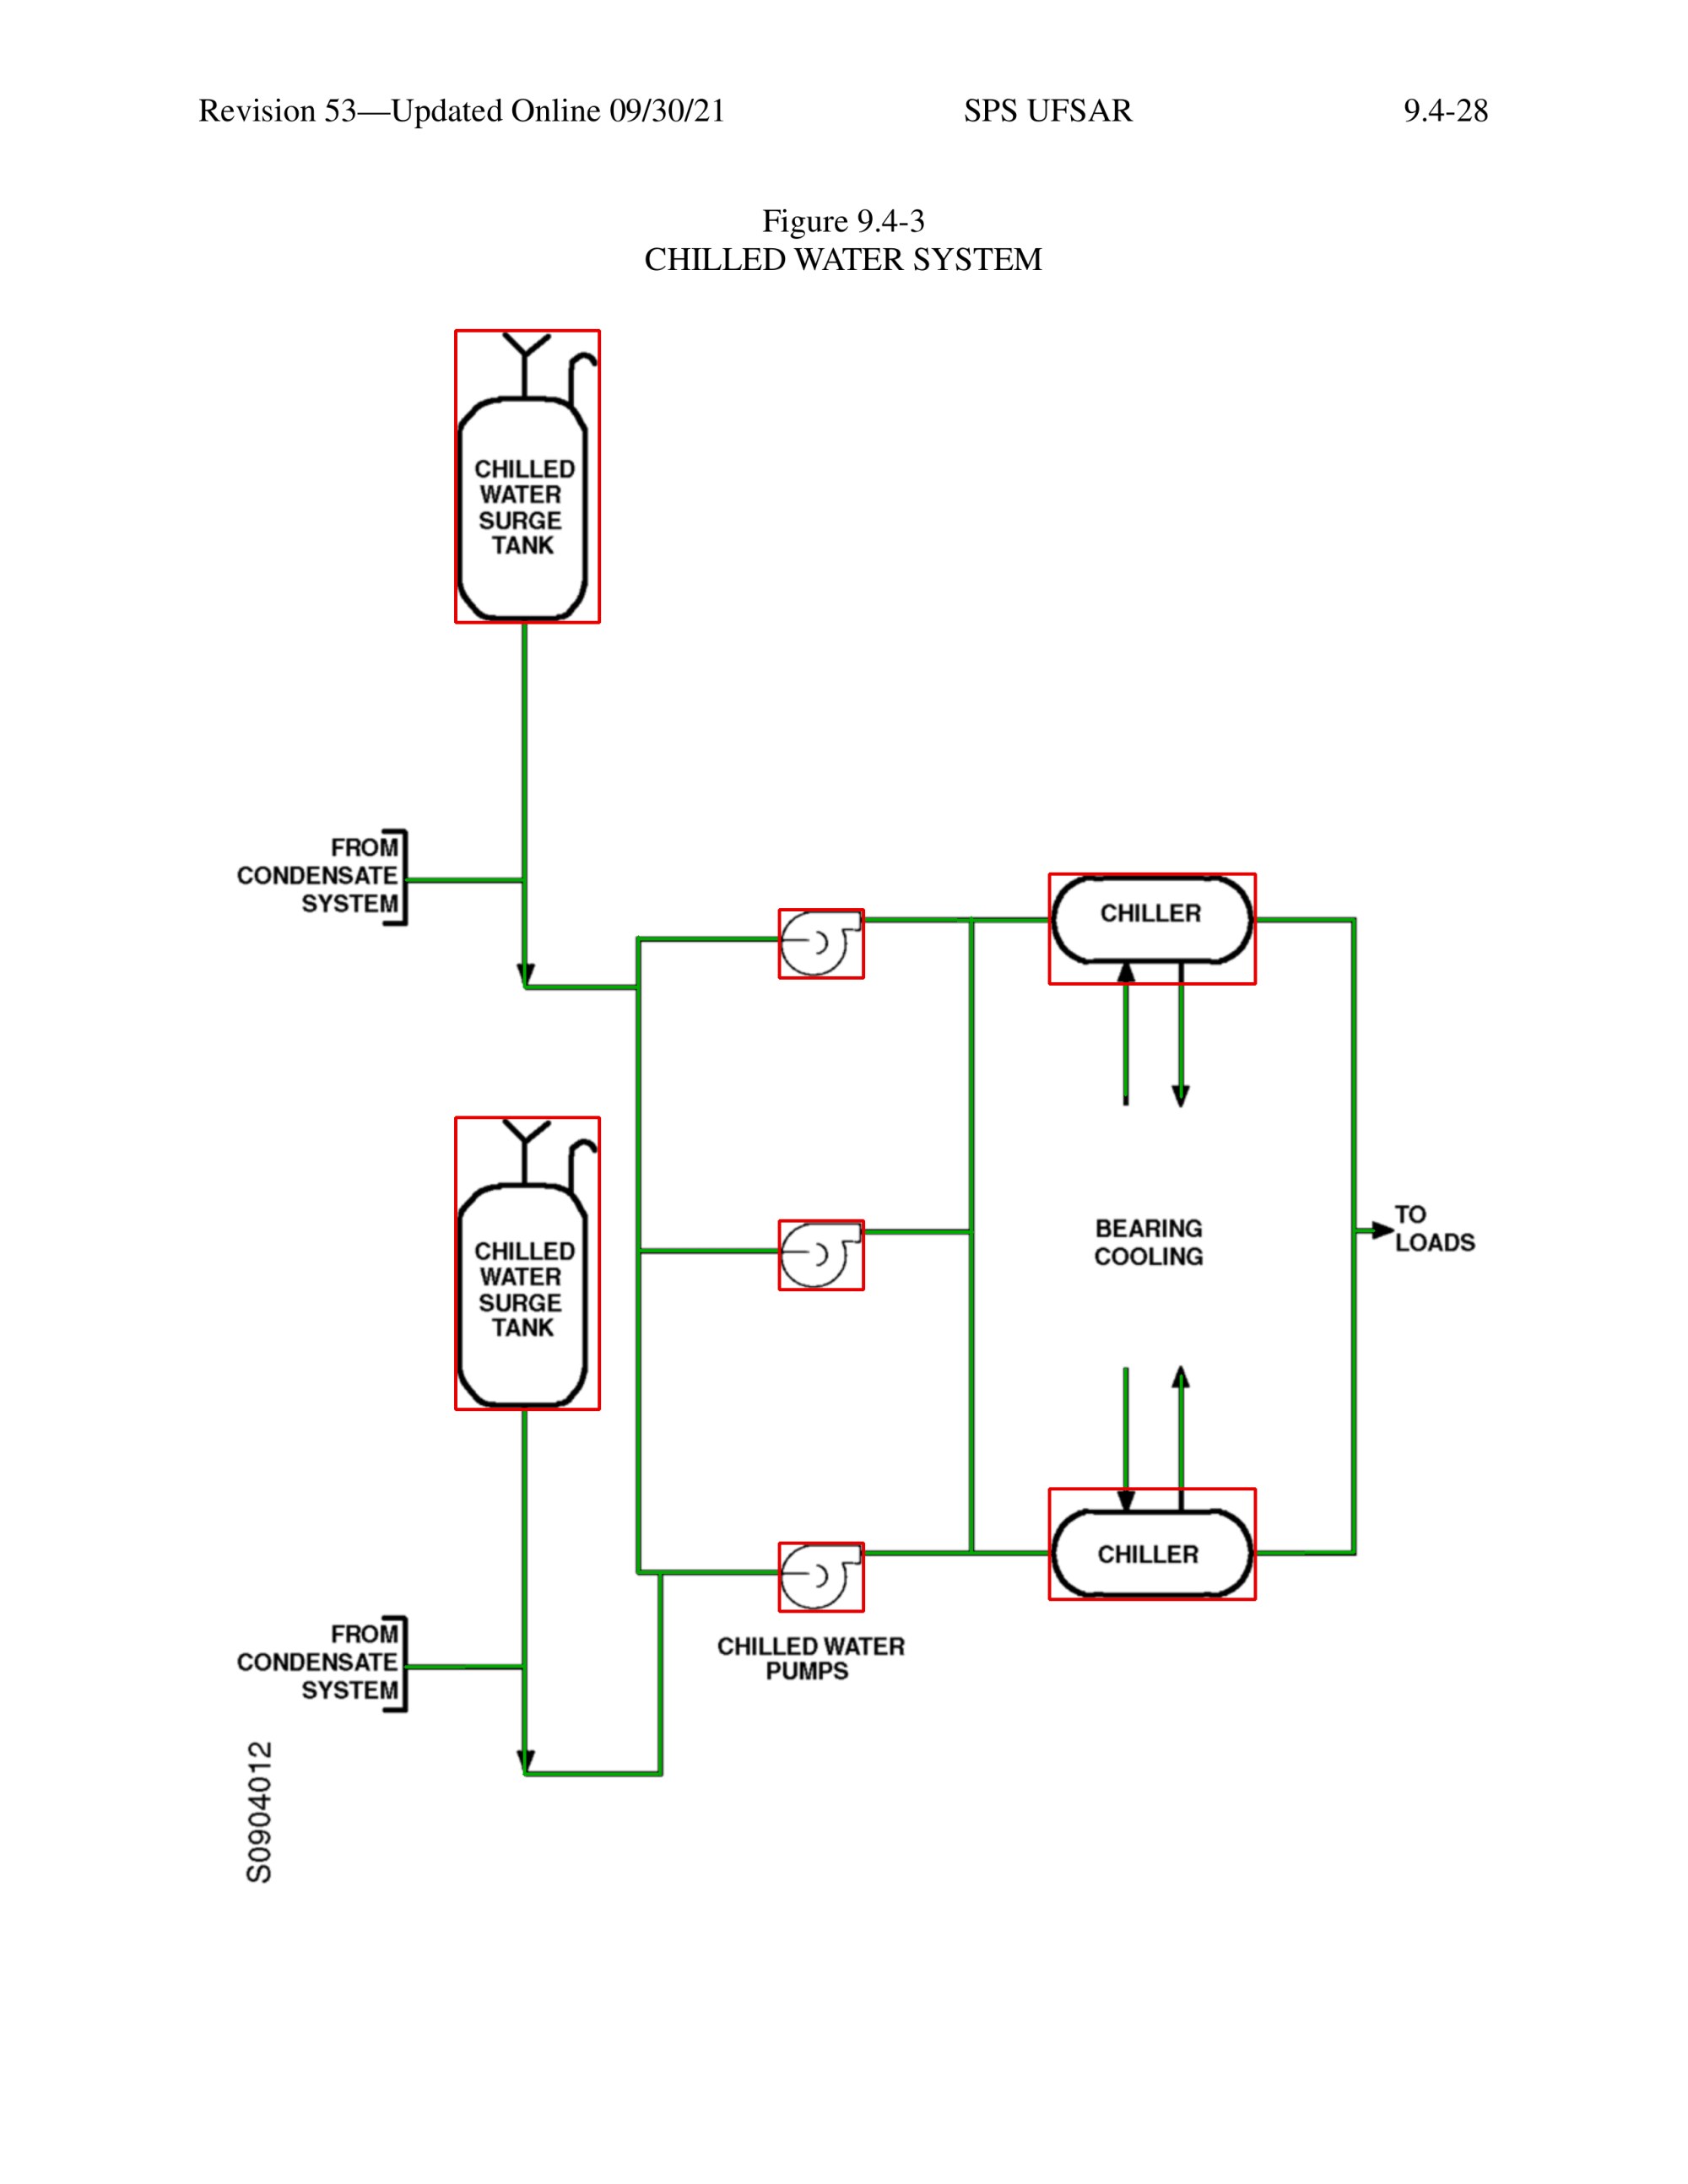 Revision 53—Updated Online 09/30/21 SPS UFSAR 9.4-28
Figure 9.4-3
CHILLED WATER SYSTEM
CHILLED
WATER
SURGE
TANK
FROM
CONDENSATE
SYSTEM
CHILLER
CHILLED
WATER
SURGE
TANK
BEARING
COOLING
TO
LOADS
CHILLER
FROM
CONDENSATE
SYSTEM
CHILLED WATER
PUMPS
S0904012